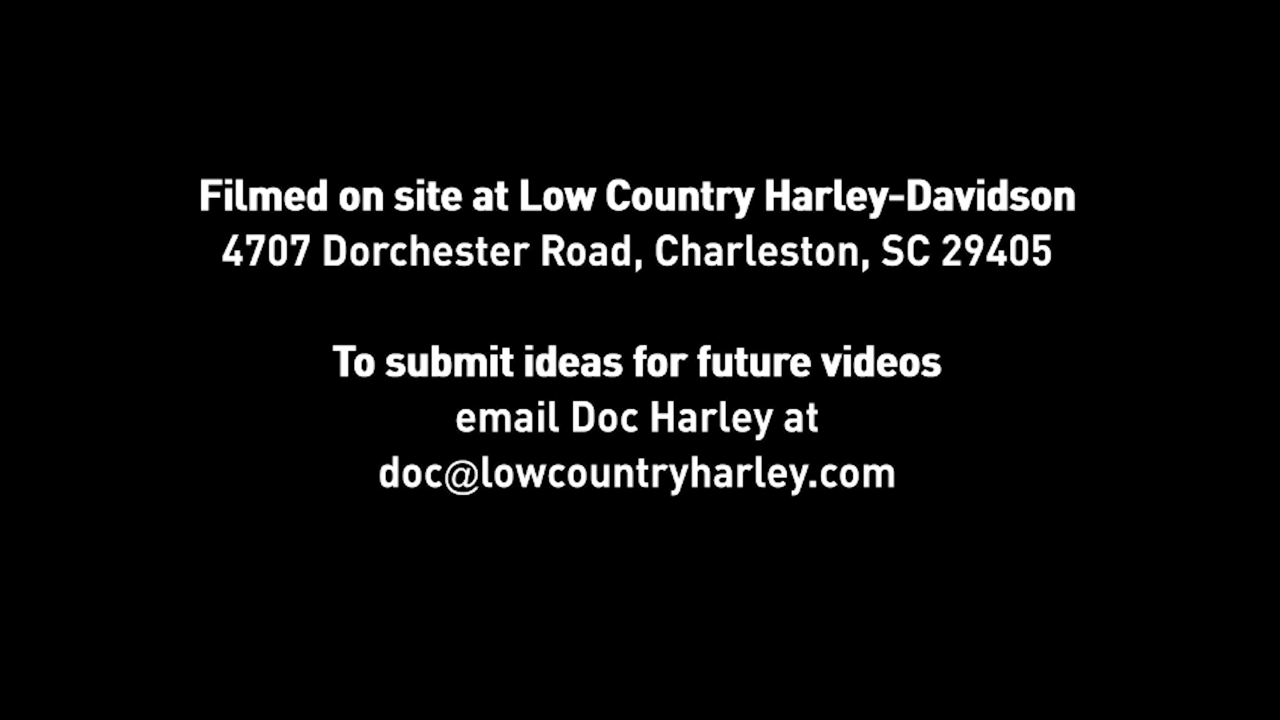 Filmed on site at Low Country Harley-Davidson
4707 Dorchester Road, Charleston, SC 29405
To submit ideas for future videos
email Doc Harley at
doc@lowcountryharley.com